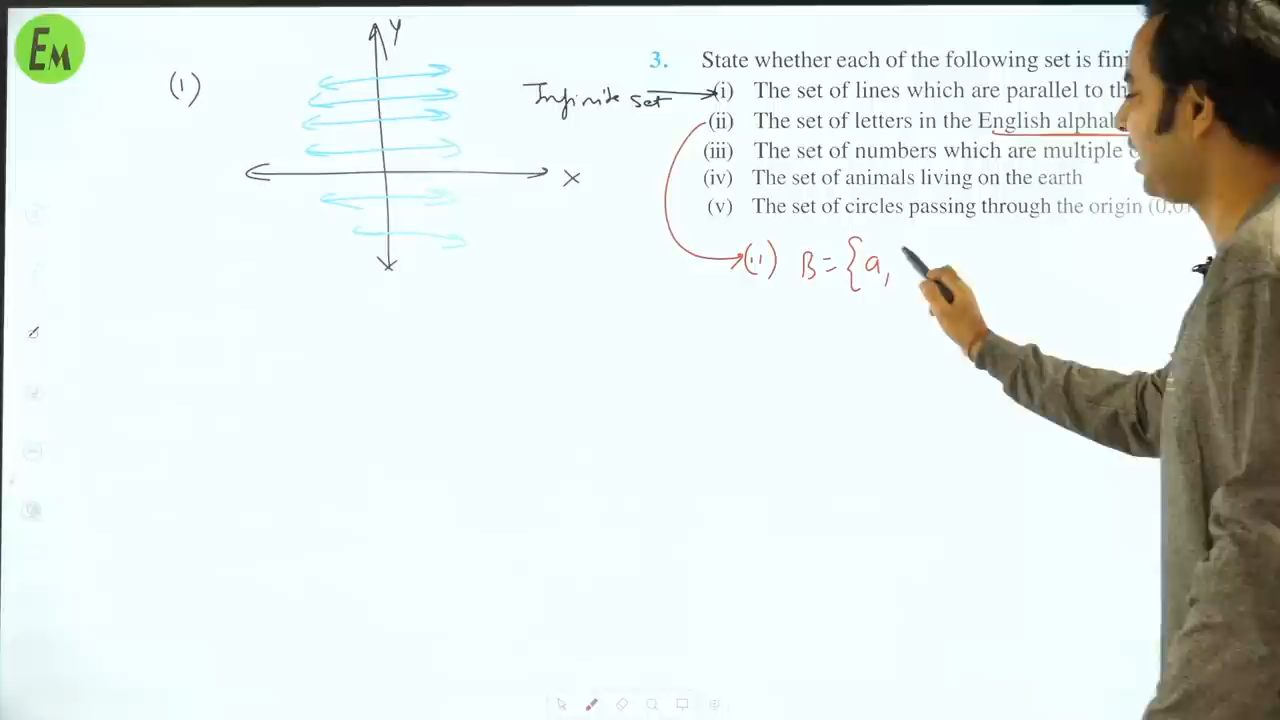 EM
Y
(1)
X
Infinite set
3. State whether each of the following set is
(i) The set of lines which are parallel to
(ii) The set of letters in the English
(iii) The set of numbers which are multiple
(iv) The set of animals living on the earth
(v) The set of circles passing through the origin (0,0
(ii) B = { a,